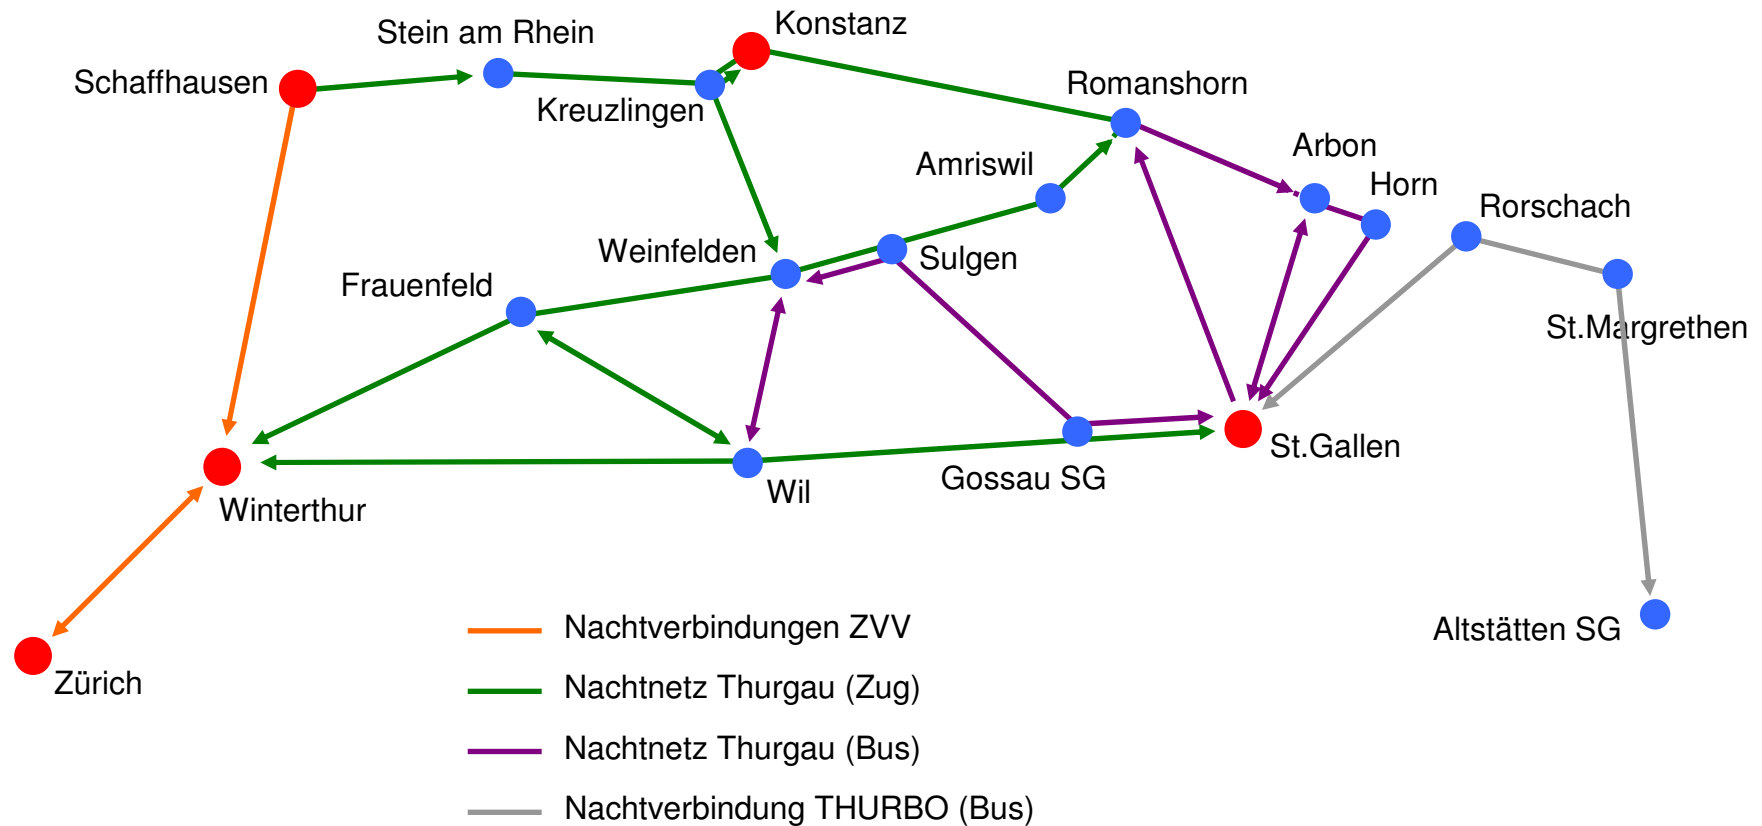 Konstanz
Stein am Rhein
Schaffhausen
Romanshorn
Kreuzlingen
Arbon
Amriswil
Horn
Rorschach
Weinfelden
Sulgen
Frauenfeld
St.Margrethen
St.Gallen
Gossau SG
Wil
Winterthur
Nachtverbindungen ZVV
Altstätten SG
Zürich
Nachtnetz Thurgau (Zug)
Nachtnetz Thurgau (Bus)
Nachtverbindung THURBO (Bus)